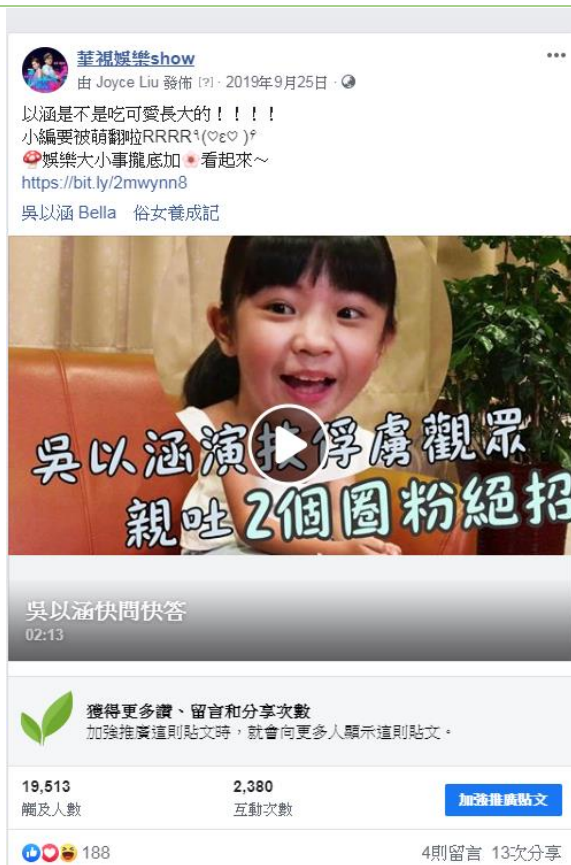 華視娛樂show
由 Joyce Liu 發佈 [?] · 2019年9月25日 ·
以涵是不是吃可愛長大的！！！！
小編要被萌翻啦RRRR٩(♡ε♡ )۶
🍄娛樂大小事攏底加🌸看起來～
https://bit.ly/2mwynn8
吳以涵 Bella 俗女養成記
吳以涵演技俘虜觀眾
親吐2個圈粉絕招
吳以涵快問快答
02:13
獲得更多讚、留言和分享次數
加強推廣這則貼文時，就會向更多人顯示這則貼文。
19,513 2,380
觸及人數 互動次數 加強推廣貼文
188 4則留言 13次分享